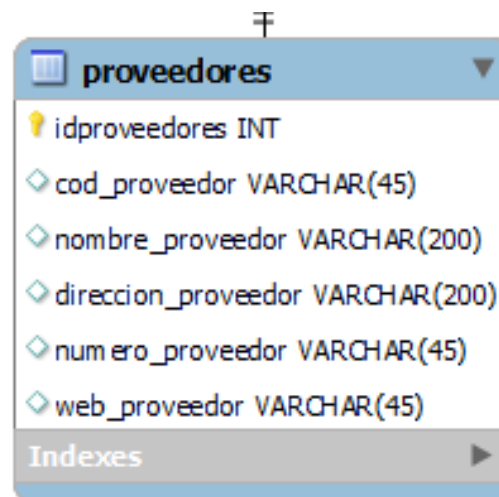 proveedores
idproveedores INT
cod_proveedor VARCHAR(45)
nombre_proveedor VARCHAR(200)
direccion_proveedor VARCHAR(200)
numero_proveedor VARCHAR(45)
web_proveedor VARCHAR(45)
Indexes